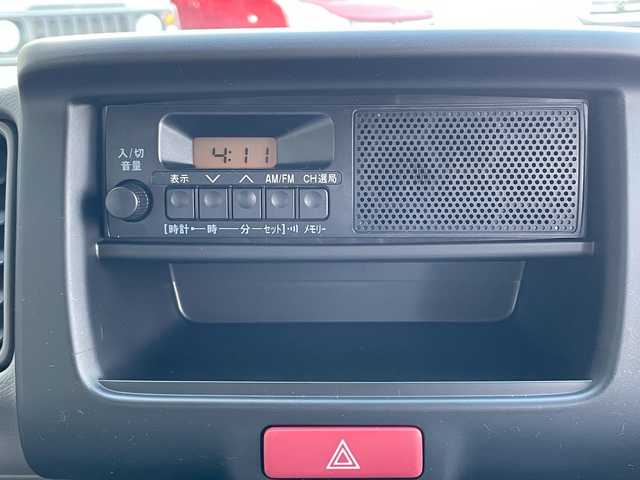 4:11
入/切
音量
表示 ∨ ∧ AM/FM CH選局
[時計•—時——分—セット] メモリー